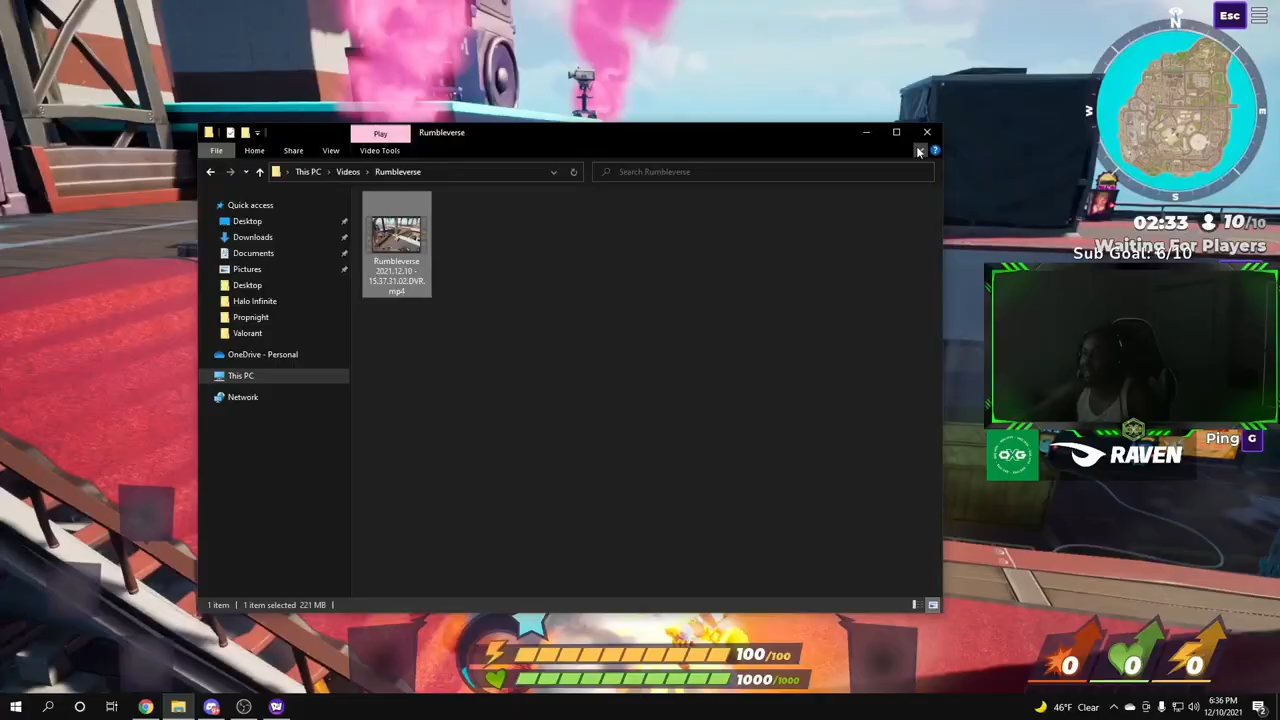 N
Esc
W
E
S
Play
Rumbleverse
File
Home
Share
View
Video Tools
This PC
Videos
Rumbleverse
Search Rumbleverse
Quick access
Desktop
Downloads
Documents
Pictures
Desktop
Halo Infinite
Propnight
Valorant
OneDrive - Personal
This PC
Network
Rumbleverse
2021.12.10 -
15.37.31.02.DVR.
mp4
02:33
10/10
Waiting For Players
Sub Goal: 6/10
Ping G
OXG
RAVEN
1 item
1 item selected 221 MB
100/100
1000/1000
0
0
0
46°F Clear
6:36 PM
12/10/2021
2